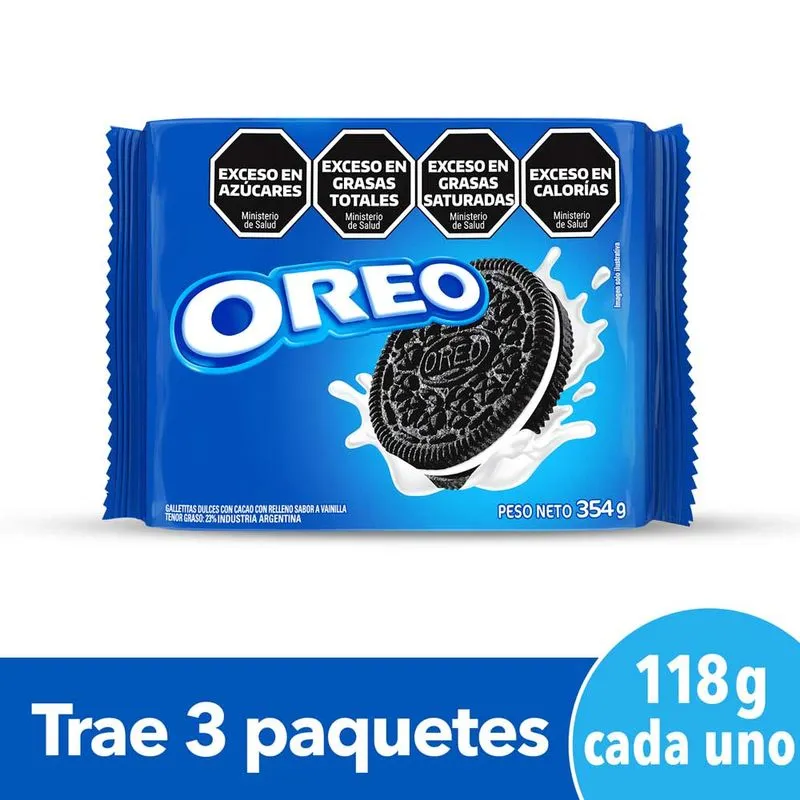 EXCESO EN
AZÚCARES
Ministerio
de Salud
EXCESO EN
GRASAS
TOTALES
Ministerio
de Salud
EXCESO EN
GRASAS
SATURADAS
Ministerio
de Salud
EXCESO EN
CALORÍAS
Ministerio
de Salud
Imagen solo ilustrativa
OREO
OREO
GALLETITAS DULCES CON CACAO CON RELLENO SABOR A VAINILLA
TENOR GRASO: 23% INDUSTRIA ARGENTINA
PESO NETO 354 g
Trae 3 paquetes
118g
cada uno